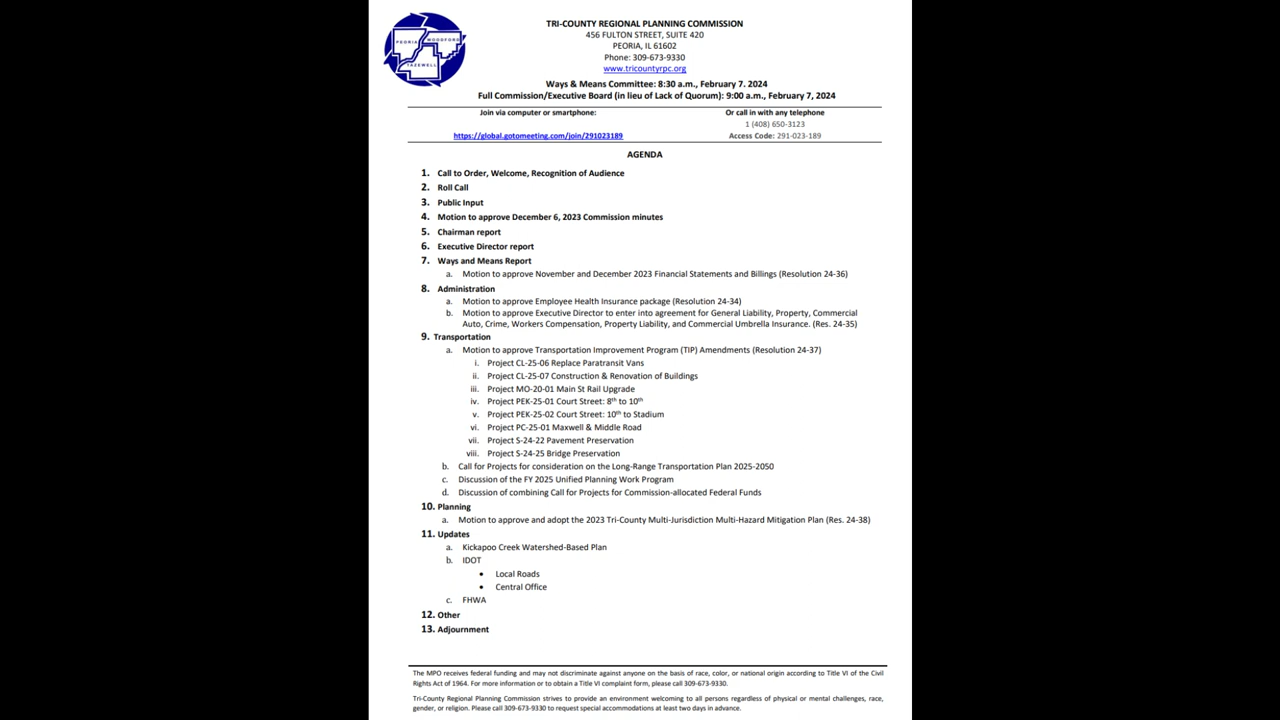 PEORIA
WOODFORD
TAZEWELL
TRI-COUNTY REGIONAL PLANNING COMMISSION
456 FULTON STREET, SUITE 420
PEORIA, IL 61602
Phone: 309-673-9330
www.tricountyrpc.org
Ways & Means Committee: 8:30 a.m., February 7. 2024
Full Commission/Executive Board (in lieu of Lack of Quorum): 9:00 a.m., February 7, 2024
Join via computer or smartphone:
https://global.gotomeeting.com/join/291023189
Or call in with any telephone
1 (408) 650-3123
Access Code: 291-023-189
AGENDA
1. Call to Order, Welcome, Recognition of Audience
2. Roll Call
3. Public Input
4. Motion to approve December 6, 2023 Commission minutes
5. Chairman report
6. Executive Director report
7. Ways and Means Report
a. Motion to approve November and December 2023 Financial Statements and Billings (Resolution 24-36)
8. Administration
a. Motion to approve Employee Health Insurance package (Resolution 24-34)
b. Motion to approve Executive Director to enter into agreement for General Liability, Property, Commercial
Auto, Crime, Workers Compensation, Property Liability, and Commercial Umbrella Insurance. (Res. 24-35)
9. Transportation
a. Motion to approve Transportation Improvement Program (TIP) Amendments (Resolution 24-37)
i. Project CL-25-06 Replace Paratransit Vans
ii. Project CL-25-07 Construction & Renovation of Buildings
iii. Project MO-20-01 Main St Rail Upgrade
iv. Project PEK-25-01 Court Street: 8th to 10th
v. Project PEK-25-02 Court Street: 10th to Stadium
vi. Project PC-25-01 Maxwell & Middle Road
vii. Project S-24-22 Pavement Preservation
viii. Project S-24-25 Bridge Preservation
b. Call for Projects for consideration on the Long-Range Transportation Plan 2025-2050
c. Discussion of the FY 2025 Unified Planning Work Program
d. Discussion of combining Call for Projects for Commission-allocated Federal Funds
10. Planning
a. Motion to approve and adopt the 2023 Tri-County Multi-Jurisdiction Multi-Hazard Mitigation Plan (Res. 24-38)
11. Updates
a. Kickapoo Creek Watershed-Based Plan
b. IDOT
• Local Roads
• Central Office
c. FHWA
12. Other
13. Adjournment
The MPO receives federal funding and may not discriminate against anyone on the basis of race, color, or national origin according to Title VI of the Civil
Rights Act of 1964. For more information or to obtain a Title VI complaint form, please call 309-673-9330.
Tri-County Regional Planning Commission strives to provide an environment welcoming to all persons regardless of physical or mental challenges, race,
gender, or religion. Please call 309-673-9330 to request special accommodations at least two days in advance.